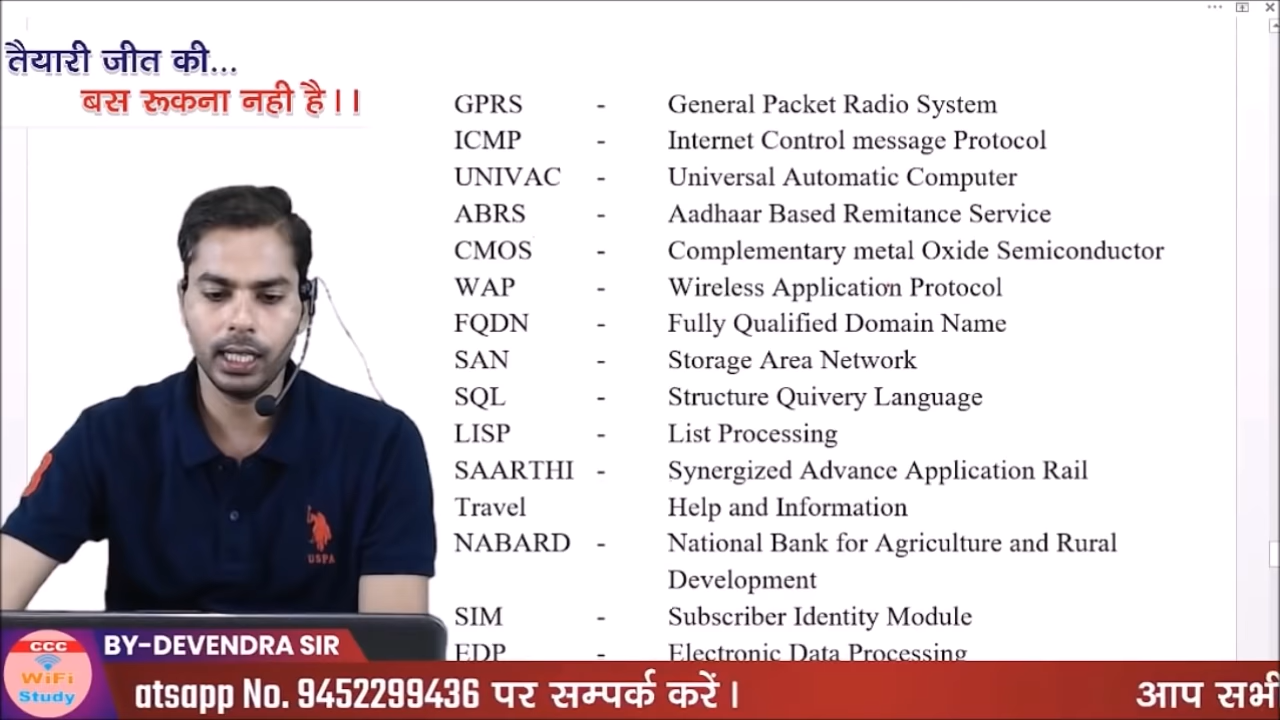 तैयारी जीत की...
बस रूकना नही है।।
GPRS - General Packet Radio System
ICMP - Internet Control message Protocol
UNIVAC - Universal Automatic Computer
ABRS - Aadhaar Based Remitance Service
CMOS - Complementary metal Oxide Semiconductor
WAP - Wireless Application Protocol
FQDN - Fully Qualified Domain Name
SAN - Storage Area Network
SQL - Structure Quivery Language
LISP - List Processing
SAARTHI - Synergized Advance Application Rail
Travel Help and Information
NABARD - National Bank for Agriculture and Rural
Development
SIM - Subscriber Identity Module
EDP - Electronic Data Processing
USPA
BY-DEVENDRA SIR
CCC
WiFi
Study
atsapp No. 9452299436 पर सम्पर्क करें। आप सभी